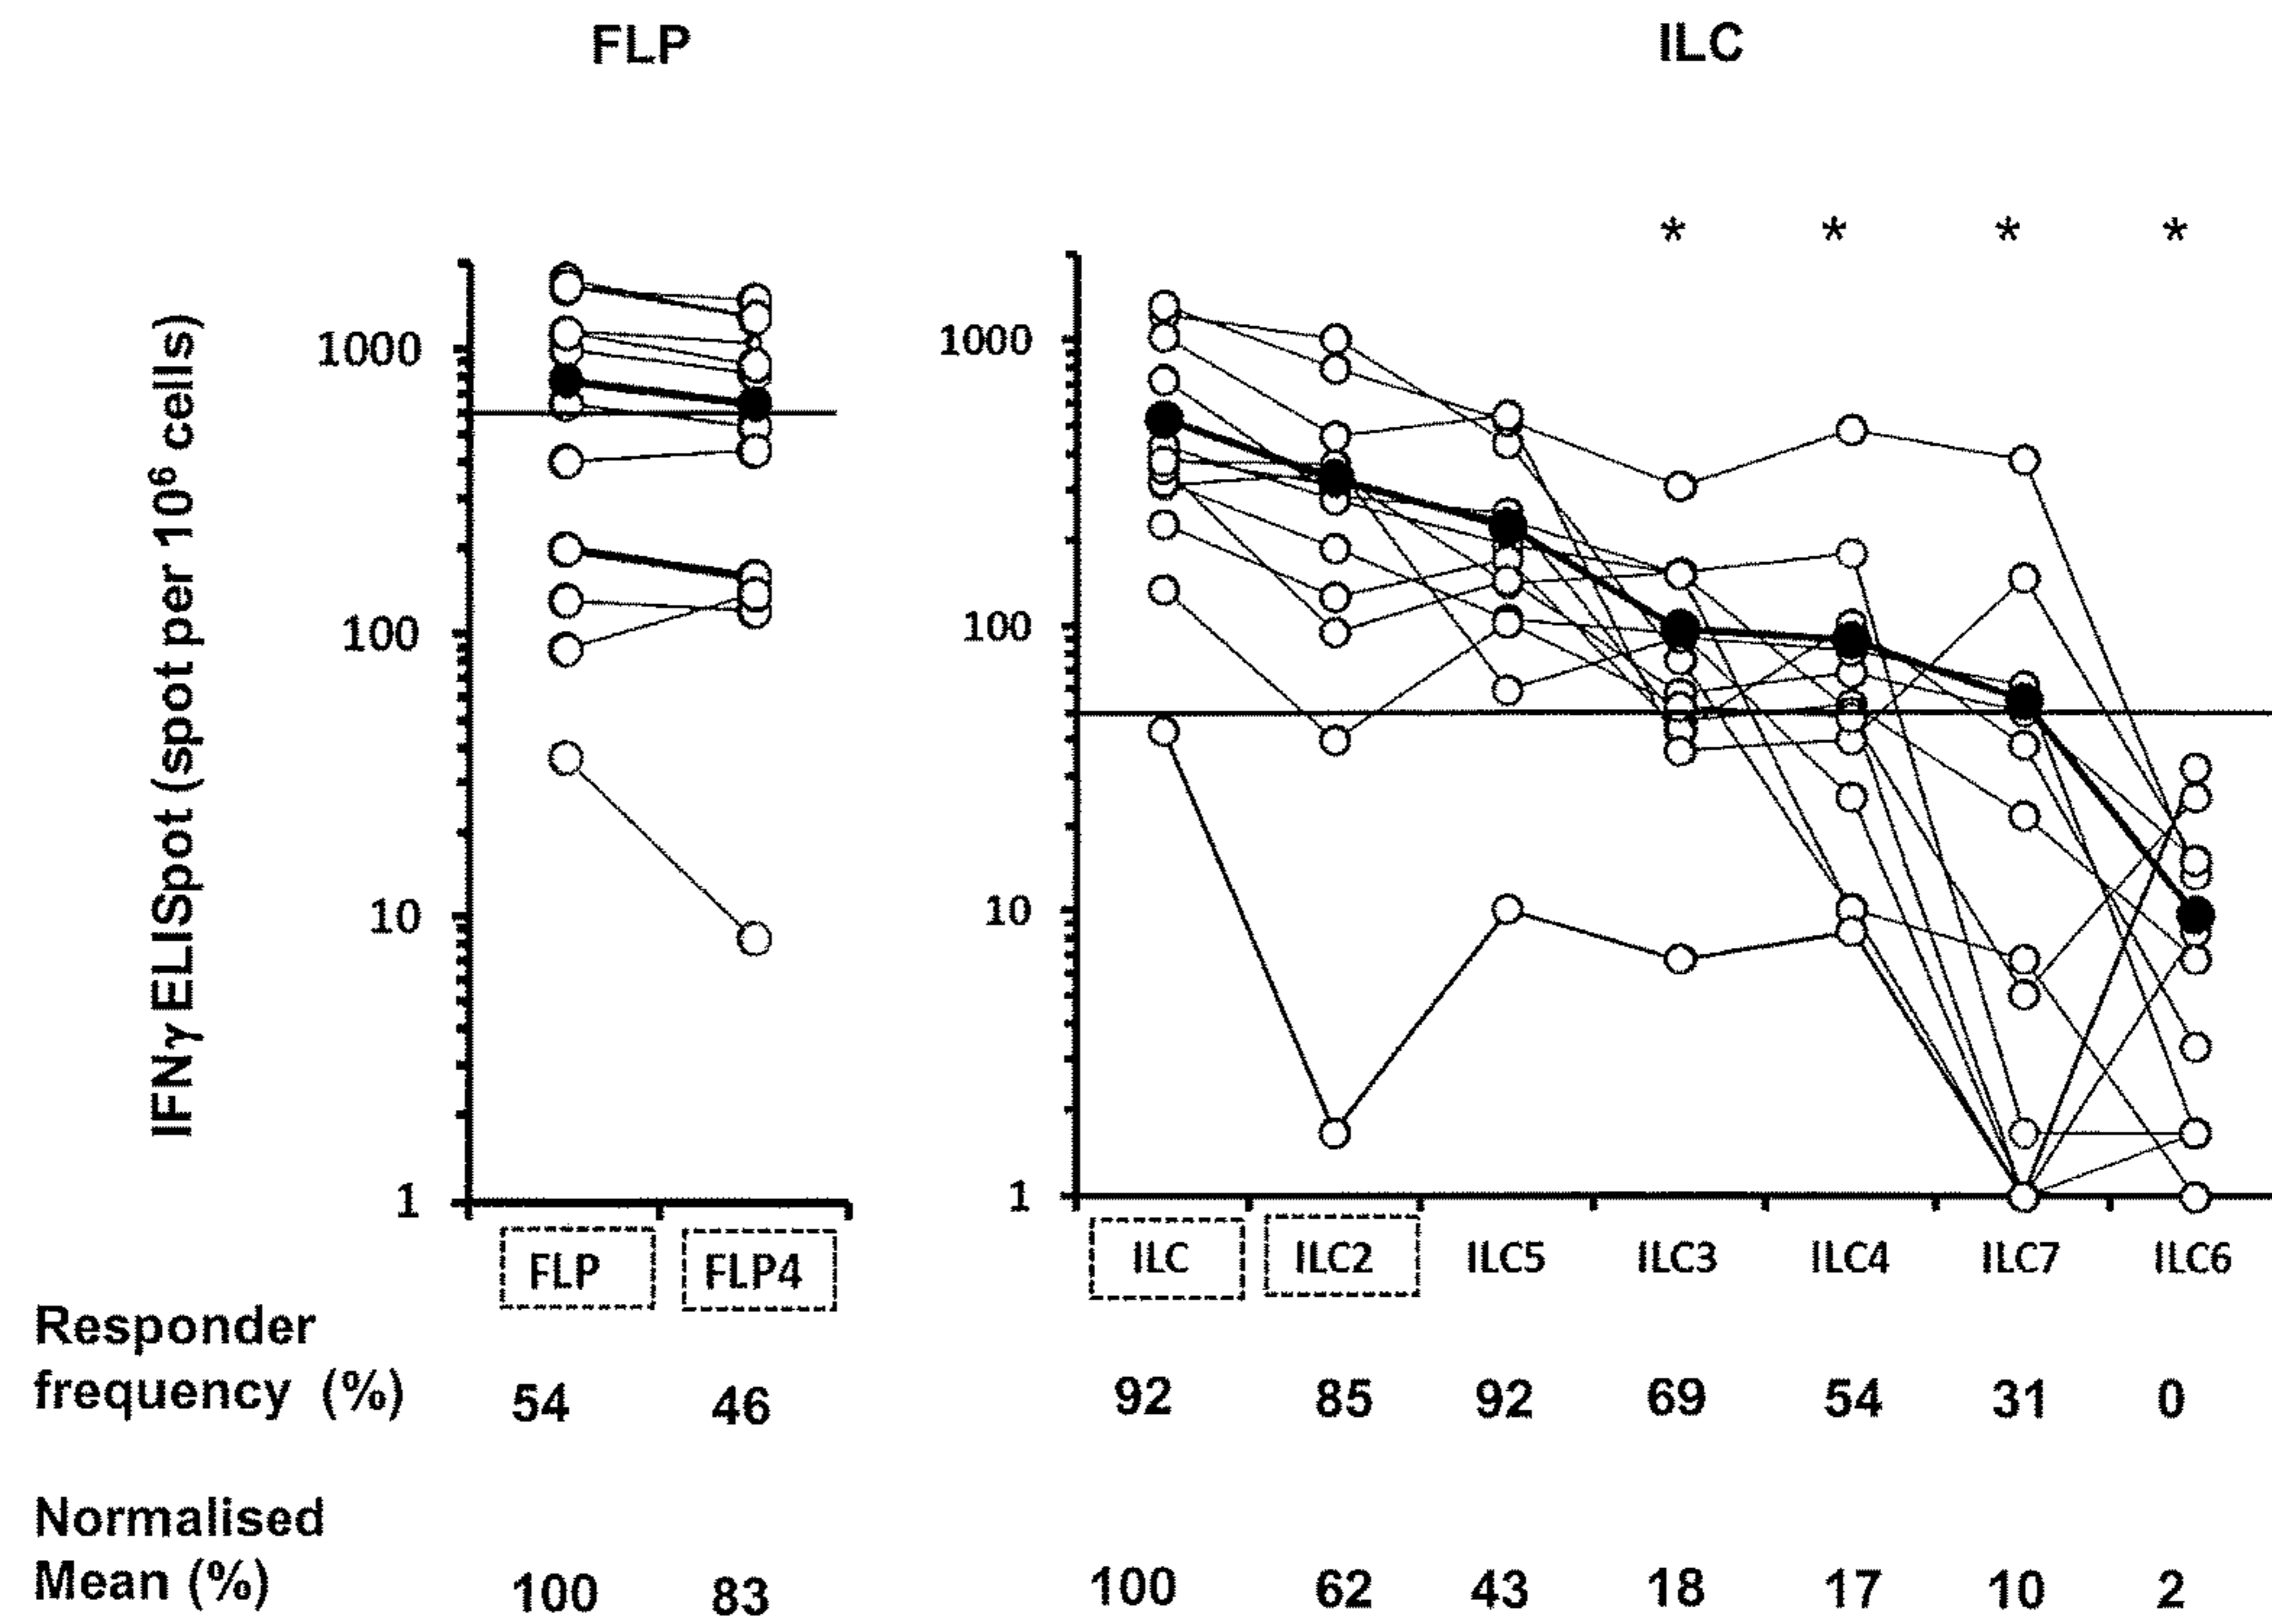 FLP
ILC
* * * *
IFNγ ELISpot (spot per 10⁶ cells)
1000
100
10
1
1000
100
10
1
FLP FLP4
ILC ILC2 ILC5 ILC3 ILC4 ILC7 ILC6
Responder
frequency (%) 54 46 92 85 92 69 54 31 0
Normalised
Mean (%) 100 83 100 62 43 18 17 10 2